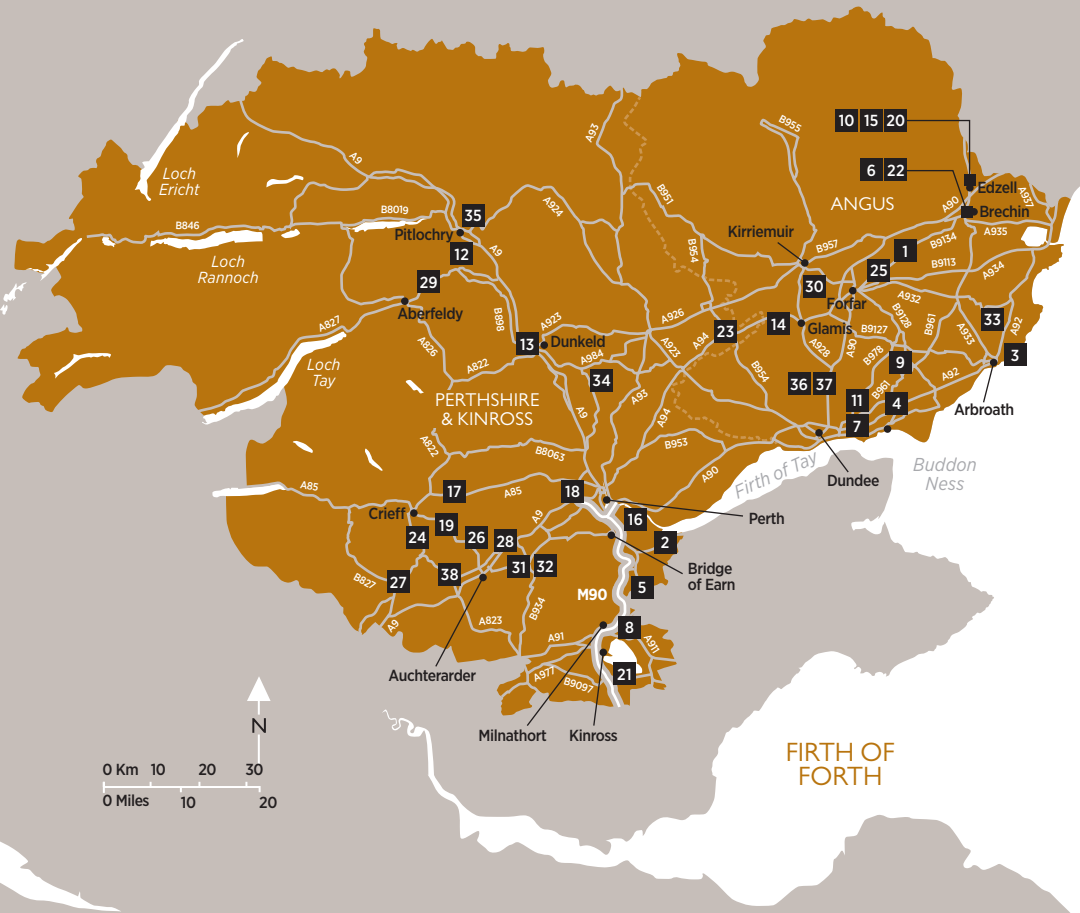 10 15 20
6 22
Edzell
Brechin
A937
A90
A935
ANGUS
B955
A93
A9
Loch
Ericht
B846
Loch
Rannoch
B8019
35
Pitlochry
12
A9
A924
B951
B954
Kirriemuir
B957
1
B9134
B9113
25
A934
30
Forfar
A932
29
Aberfeldy
A827
Loch
Tay
A826
B898
A822
13
Dunkeld
A923
A984
34
A926
A923
A94
23
14
Glamis
A928
A90
B9127
B9128
B961
A933
33
A92
3
Arbroath
B978
9
B954
36 37
11
B961
4
A92
7
PERTHSHIRE
& KINROSS
A9
A93
A94
A822
B8063
B953
A90
Firth of Tay
Dundee
Buddon
Ness
A85
17
A85
18
Perth
Crieff
24
19
26
28
A9
16
2
Bridge
of Earn
31 32
B827
27
38
B934
M90
5
A9
A823
A91
8
A911
A977
B9097
21
Auchterarder
Milnathort
Kinross
N
0 Km 10 20 30
0 Miles 10 20
FIRTH OF
FORTH